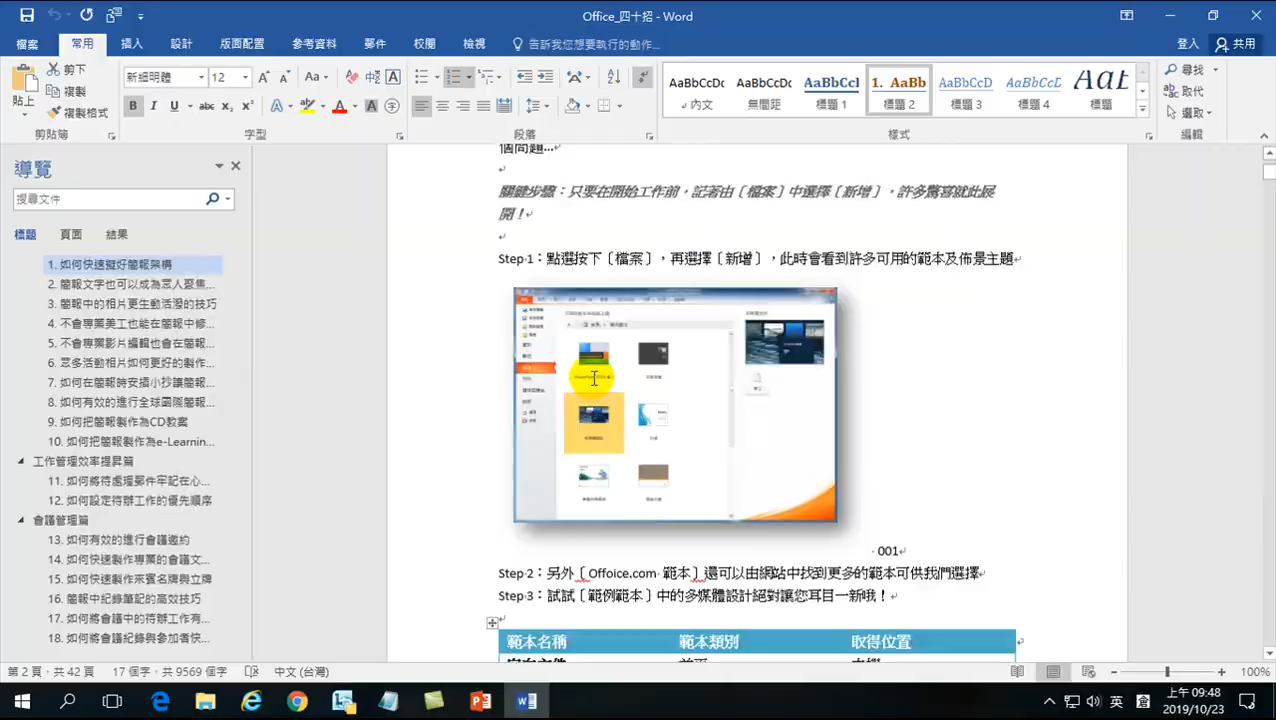 Office_四十招 - Word
檔案 常用 插入 設計 版面配置 參考資料 郵件 校閱 檢視 告訴我您想要執行的動作... 登入 共用
貼上 剪下 複製 複製格式
新細明體 12
AaBbCcDc AaBbCcDc AaBbCcl 1. AaBb AaBbCcD AaBbCcD AaI
內文 無間距 標題 1 標題 2 標題 3 標題 4 標題
尋找 取代 選取
剪貼簿 字型 段落 樣式 編輯
導覽
搜尋文件
標題 頁面 結果
1. 如何快速擬好簡報架構
2. 簡報文字也可以成為眾人聚焦...
3. 簡報中的相片更生動活潑的技巧
4. 不會專業美工也能在簡報中修...
5. 不會專業影片編輯也會在簡報...
6. 眾多活動相片如何更好的製作...
7. 如何在簡報時安插小抄讓簡報...
8. 如何有效的進行全球團隊簡報...
9. 如何把簡報製作為CD教案
10. 如何把簡報製作為e-Learnin...
工作管理效率提昇篇
11. 如何將待處理郵件牢記在心...
12. 如何設定待辦工作的優先順序
會議管理篇
13. 如何有效的進行會議邀約
14. 如何快速製作專業的會議文...
15. 如何快速製作來賓名牌與立牌
16. 簡報中紀錄筆記的高效技巧
17. 如何將會議中的待辦工作有...
18. 如何將會議紀錄與參加者快...
個問題...
關鍵步驟：只要在開始工作前，記著由〔檔案〕中選擇〔新增〕，許多驚喜就此展
開！
Step 1：點選按下〔檔案〕，再選擇〔新增〕，此時會看到許多可用的範本及佈景主題
001
Step 2：另外〔Offoice.com 範本〕還可以由網站中找到更多的範本可供我們選擇
Step 3：試試〔範例範本〕中的多媒體設計絕對讓您耳目一新哦！
範本名稱 範本類別 取得位置
第 2 頁，共 42 頁 17 個字，共 9569 個字 中文 (台灣) 100%
英 上午 09:48
2019/10/23